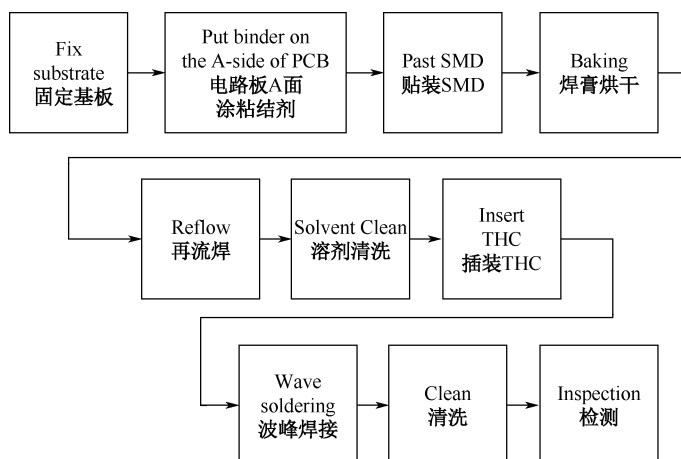 Fix
substrate
固定基板
Put binder on
the A-side of PCB
电路板A面
涂粘结剂
Past SMD
贴装SMD
Baking
焊膏烘干
Reflow
再流焊
Solvent Clean
溶剂清洗
Insert
THC
插装THC
Wave
soldering
波峰焊接
Clean
清洗
Inspection
检测